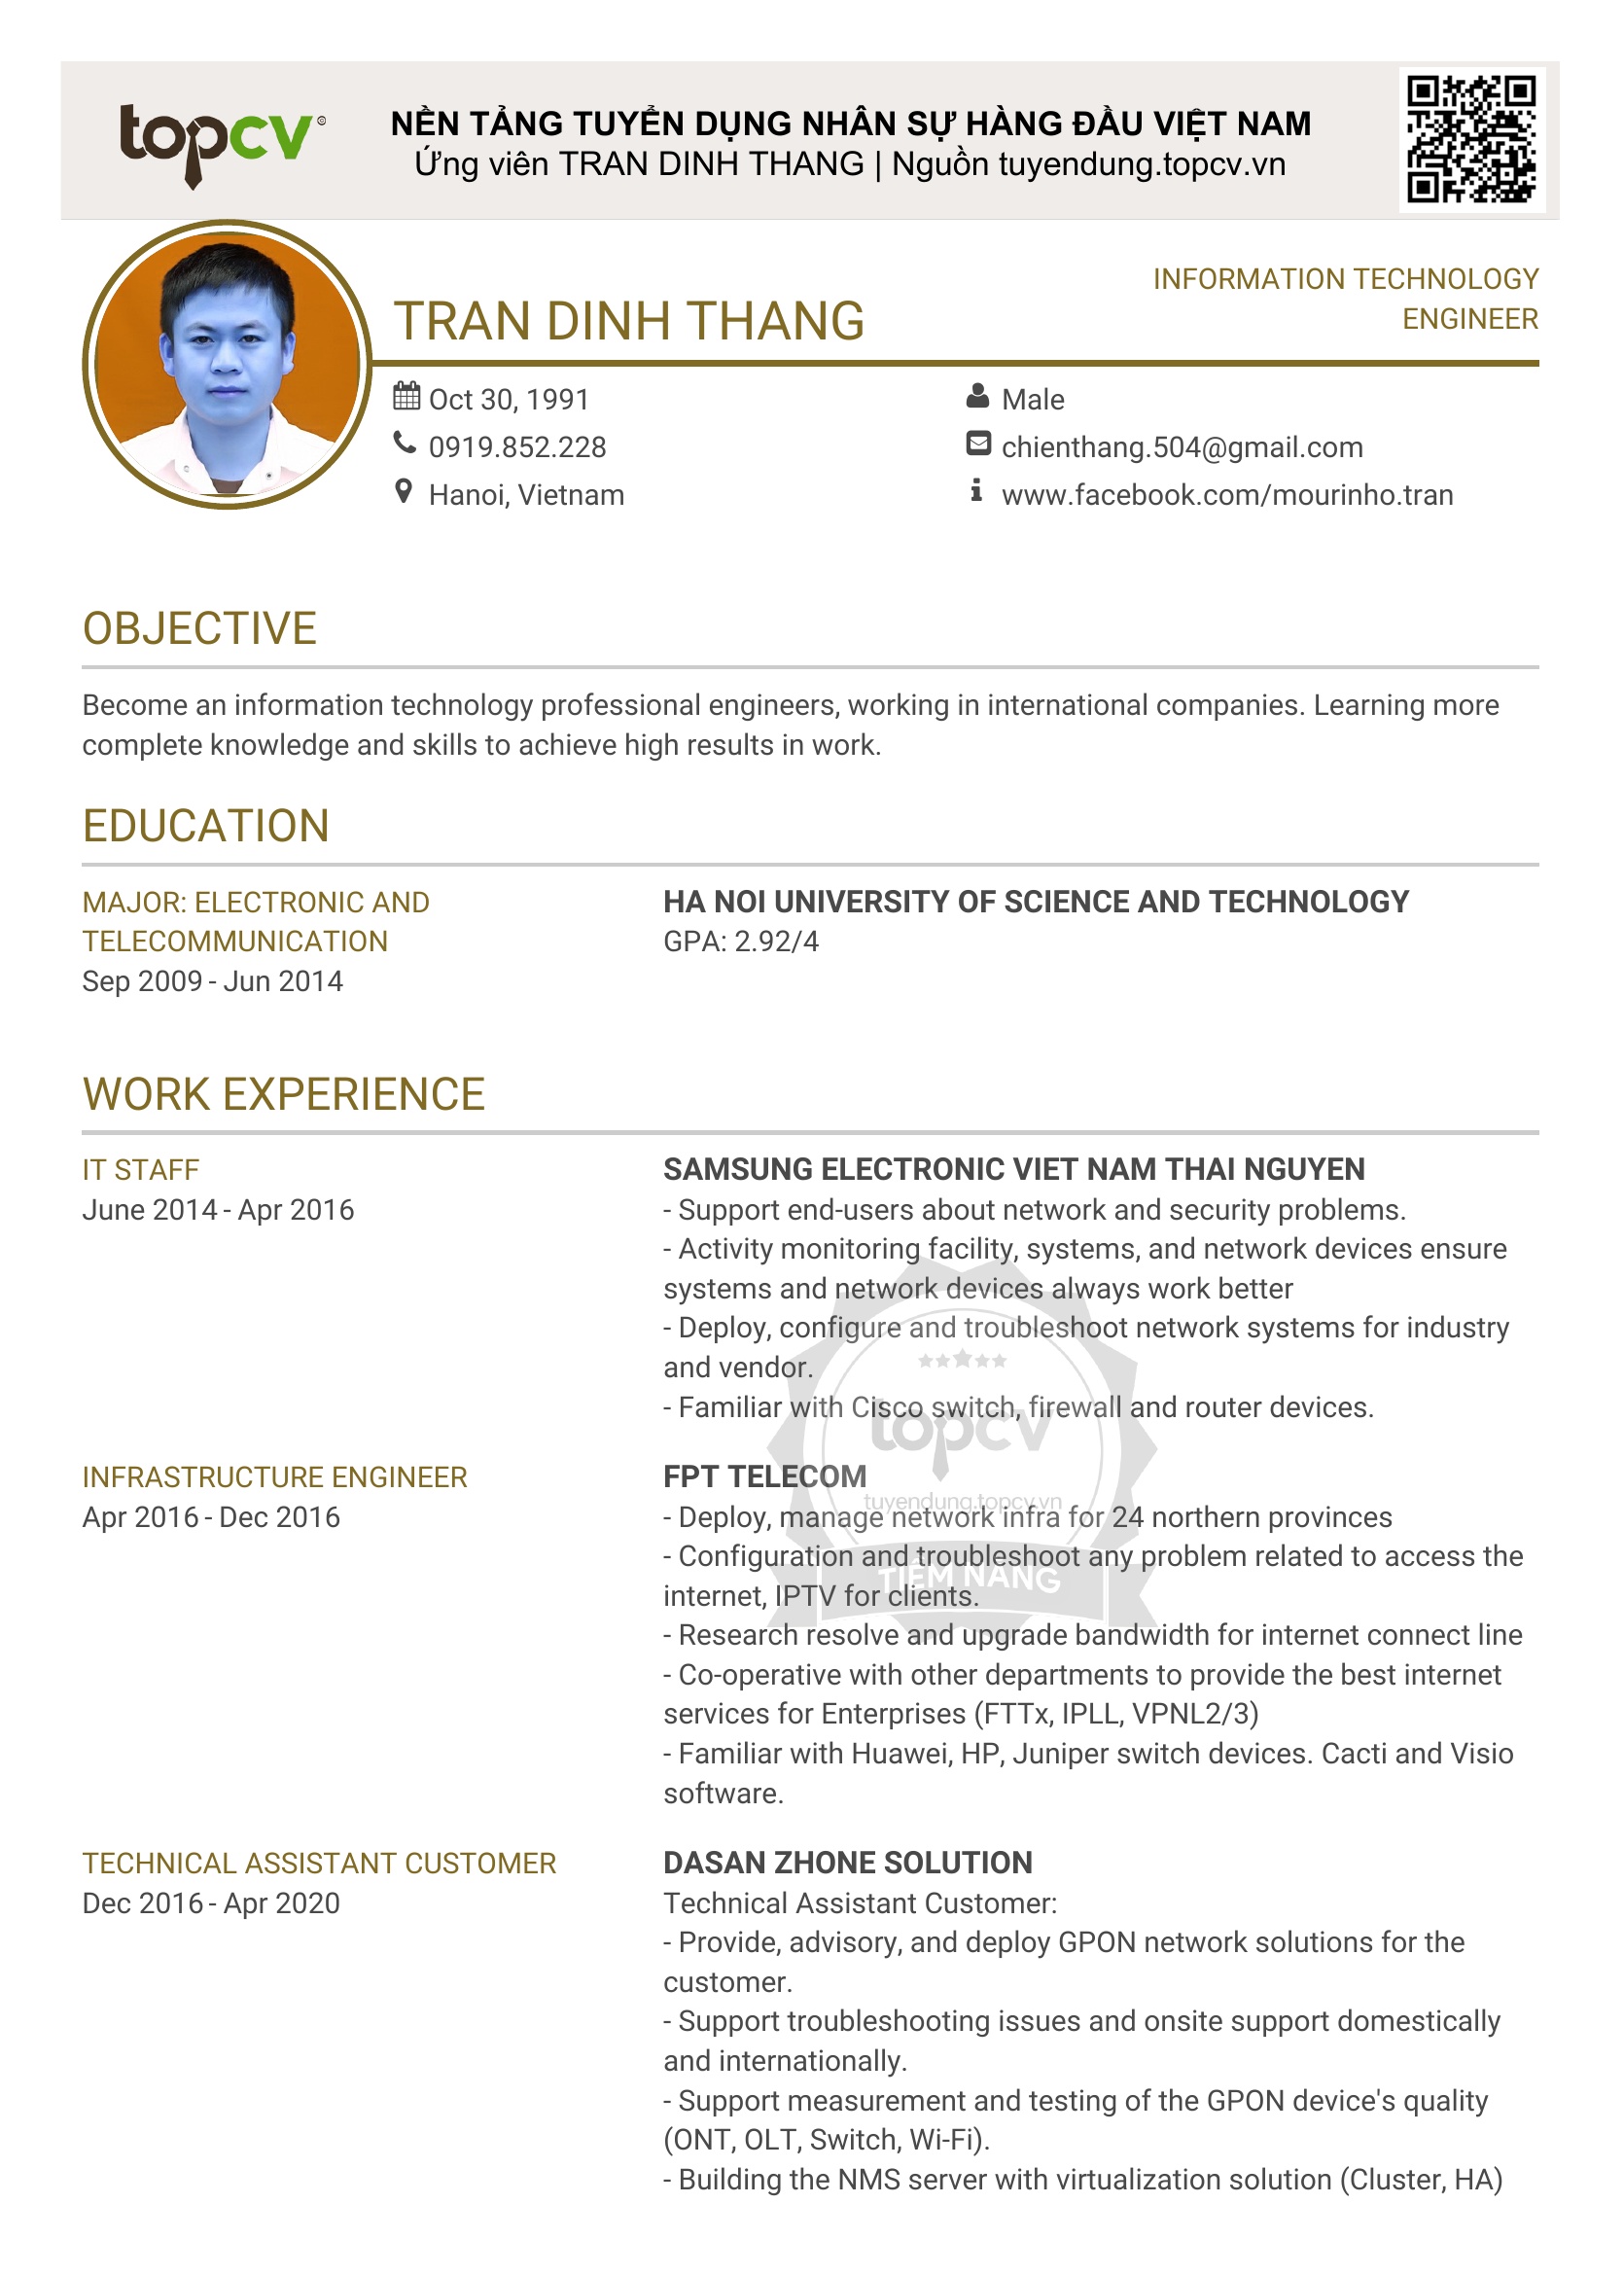 topcv
NỀN TẢNG TUYỂN DỤNG NHÂN SỰ HÀNG ĐẦU VIỆT NAM
Ứng viên TRAN DINH THANG | Nguồn tuyendung.topcv.vn
INFORMATION TECHNOLOGY
ENGINEER
TRAN DINH THANG
Oct 30, 1991
Male
0919.852.228
chienthang.504@gmail.com
Hanoi, Vietnam
www.facebook.com/mourinho.tran
OBJECTIVE
Become an information technology professional engineers, working in international companies. Learning more
complete knowledge and skills to achieve high results in work.
EDUCATION
MAJOR: ELECTRONIC AND
TELECOMMUNICATION
Sep 2009 - Jun 2014
HA NOI UNIVERSITY OF SCIENCE AND TECHNOLOGY
GPA: 2.92/4
WORK EXPERIENCE
IT STAFF
June 2014 - Apr 2016
SAMSUNG ELECTRONIC VIET NAM THAI NGUYEN
- Support end-users about network and security problems.
- Activity monitoring facility, systems, and network devices ensure
systems and network devices always work better
- Deploy, configure and troubleshoot network systems for industry
and vendor.
- Familiar with Cisco switch, firewall and router devices.
topcv
tuyendung.topcv.vn
TIỀM NĂNG
INFRASTRUCTURE ENGINEER
Apr 2016 - Dec 2016
FPT TELECOM
- Deploy, manage network infra for 24 northern provinces
- Configuration and troubleshoot any problem related to access the
internet, IPTV for clients.
- Research resolve and upgrade bandwidth for internet connect line
- Co-operative with other departments to provide the best internet
services for Enterprises (FTTx, IPLL, VPNL2/3)
- Familiar with Huawei, HP, Juniper switch devices. Cacti and Visio
software.
TECHNICAL ASSISTANT CUSTOMER
Dec 2016 - Apr 2020
DASAN ZHONE SOLUTION
Technical Assistant Customer:
- Provide, advisory, and deploy GPON network solutions for the
customer.
- Support troubleshooting issues and onsite support domestically
and internationally.
- Support measurement and testing of the GPON device's quality
(ONT, OLT, Switch, Wi-Fi).
- Building the NMS server with virtualization solution (Cluster, HA)